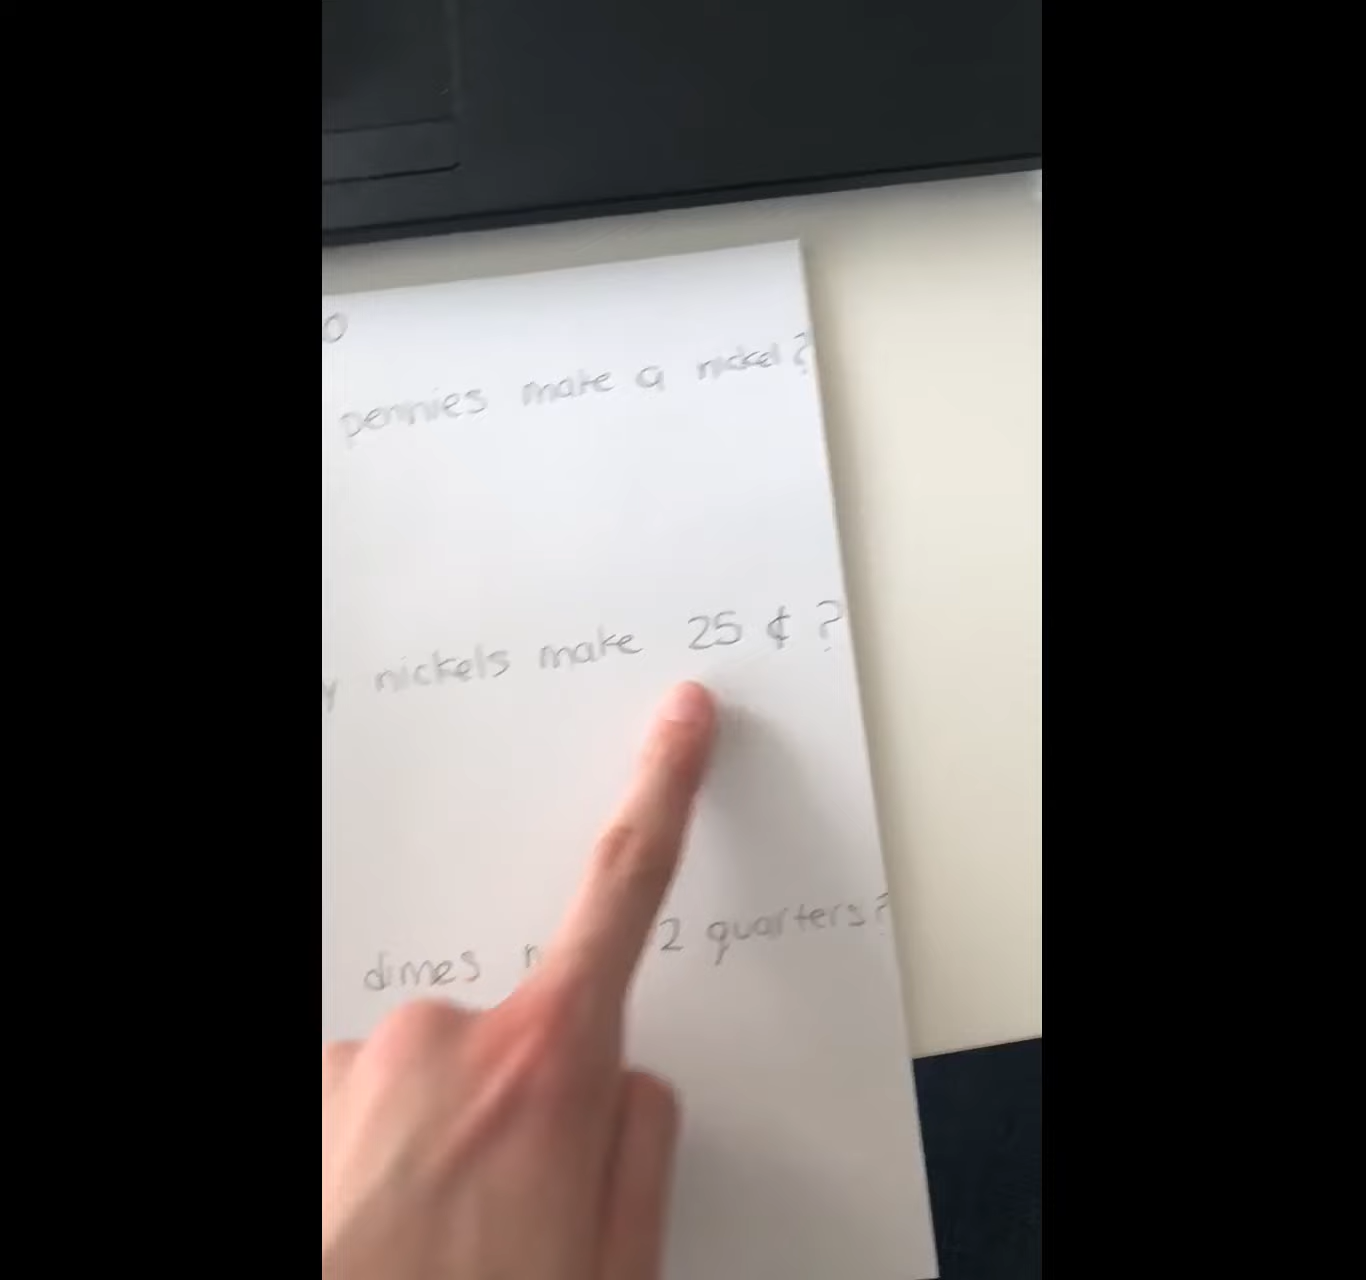 pennies make a nickel?
y nickels make 25 ¢ ?
dimes 2 quarters?